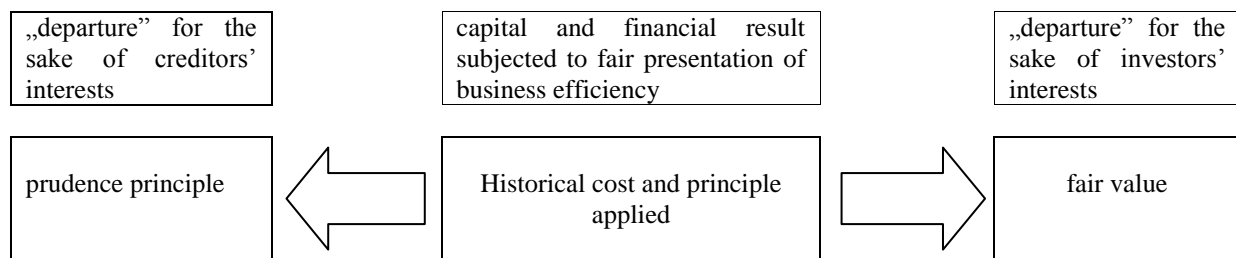 „departure” for the
sake of creditors’
interests
capital and financial result
subjected to fair presentation of
business efficiency
„departure” for the
sake of investors’
interests
prudence principle
Historical cost and principle
applied
fair value